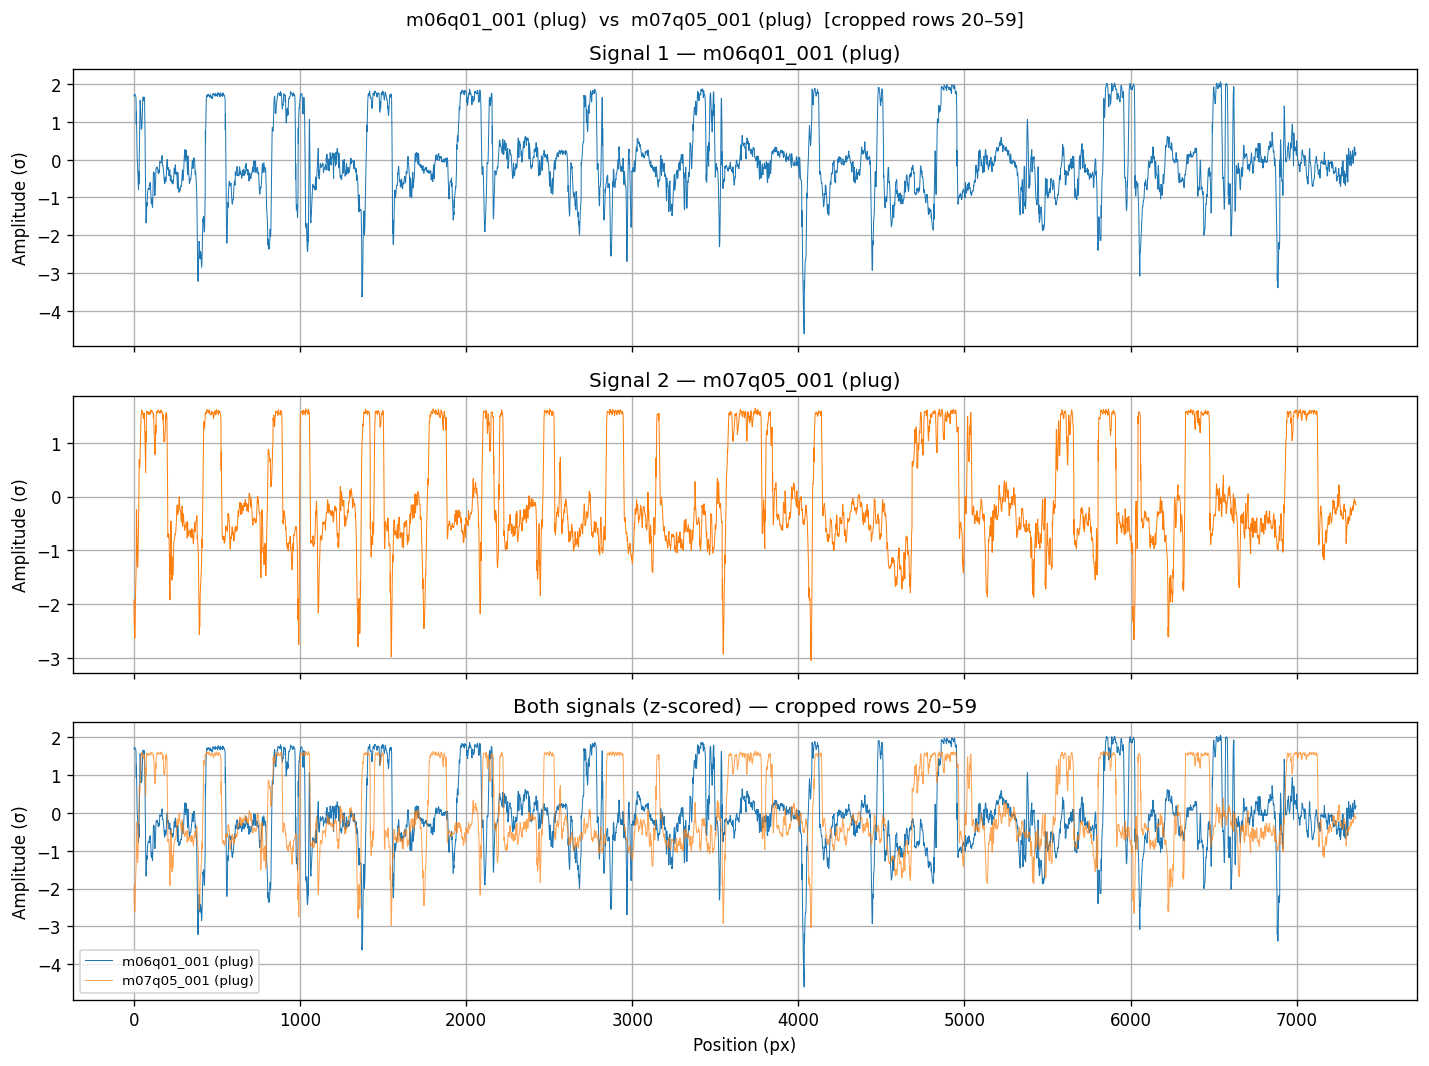 m06q01_001 (plug)  vs  m07q05_001 (plug)  [cropped rows 20–59]
Signal 1 — m06q01_001 (plug)
2
1
0
−1
−2
−3
−4
Amplitude (σ)
Signal 2 — m07q05_001 (plug)
1
0
−1
−2
−3
Amplitude (σ)
Both signals (z-scored) — cropped rows 20–59
2
1
0
−1
−2
−3
−4
Amplitude (σ)
m06q01_001 (plug)
m07q05_001 (plug)
0 1000 2000 3000 4000 5000 6000 7000
Position (px)